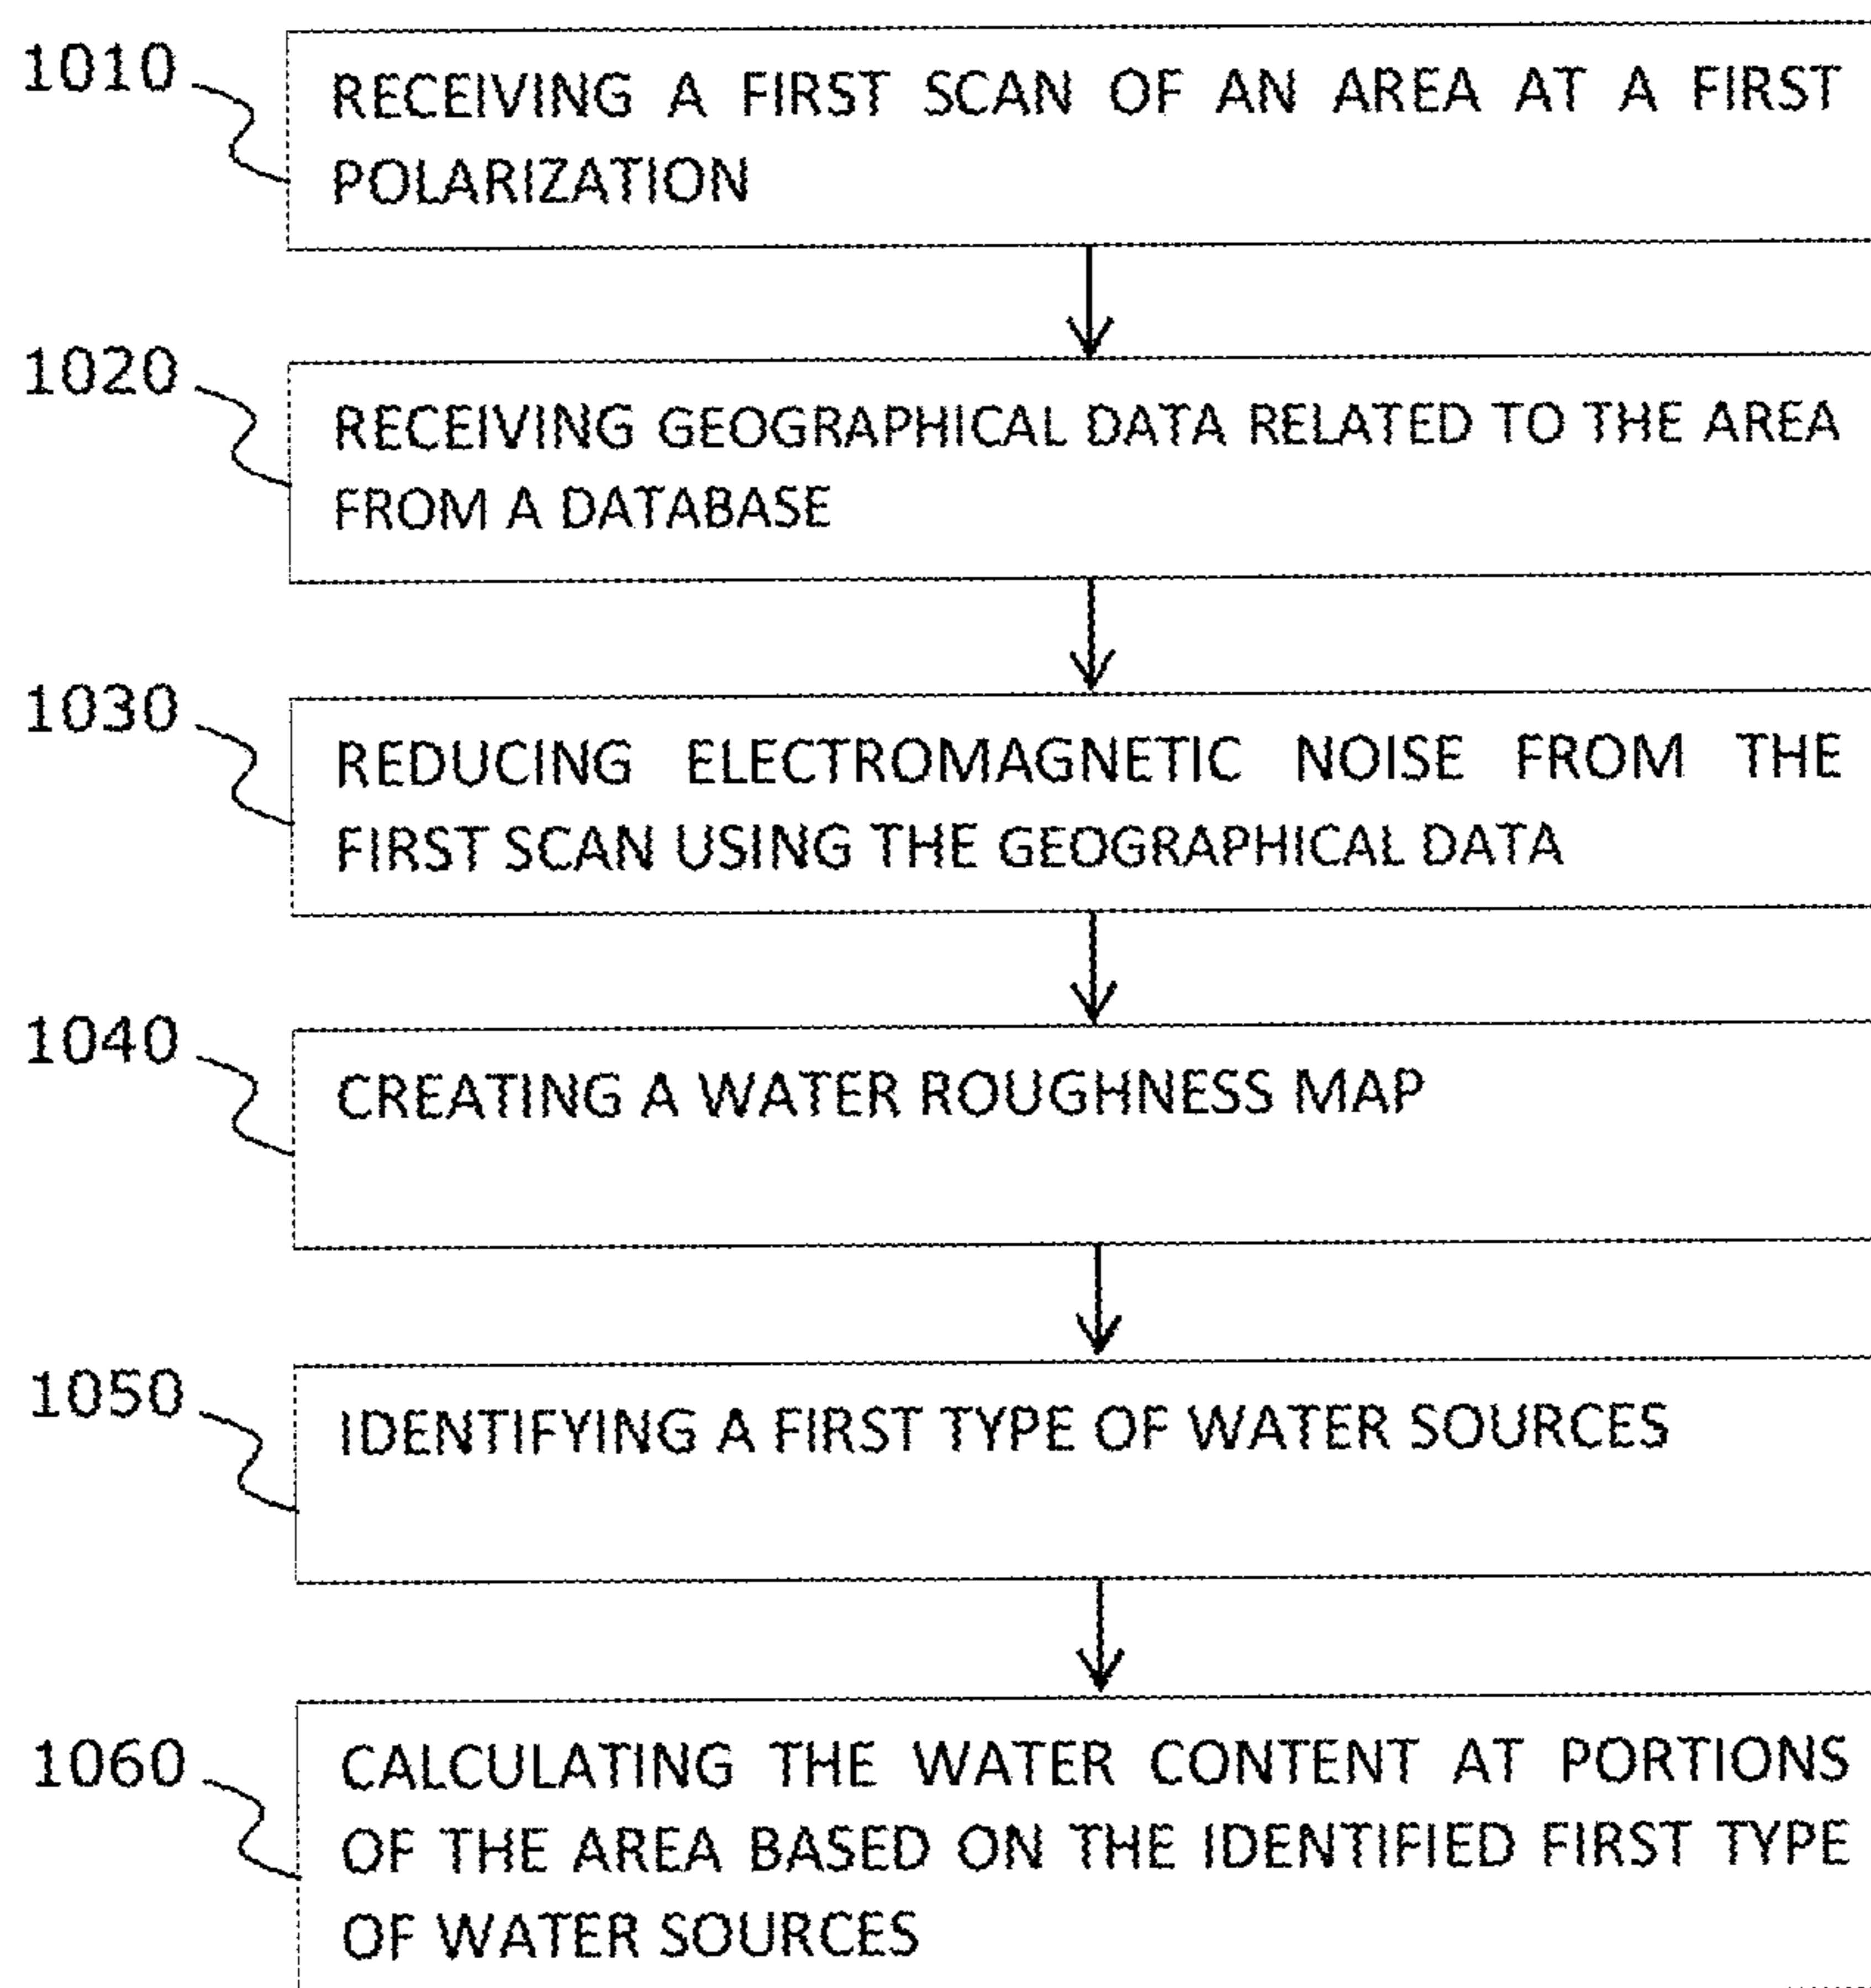 1010
RECEIVING A FIRST SCAN OF AN AREA AT A FIRST
POLARIZATION
1020
RECEIVING GEOGRAPHICAL DATA RELATED TO THE AREA
FROM A DATABASE
1030
REDUCING ELECTROMAGNETIC NOISE FROM THE
FIRST SCAN USING THE GEOGRAPHICAL DATA
1040
CREATING A WATER ROUGHNESS MAP
1050
IDENTIFYING A FIRST TYPE OF WATER SOURCES
1060
CALCULATING THE WATER CONTENT AT PORTIONS
OF THE AREA BASED ON THE IDENTIFIED FIRST TYPE
OF WATER SOURCES